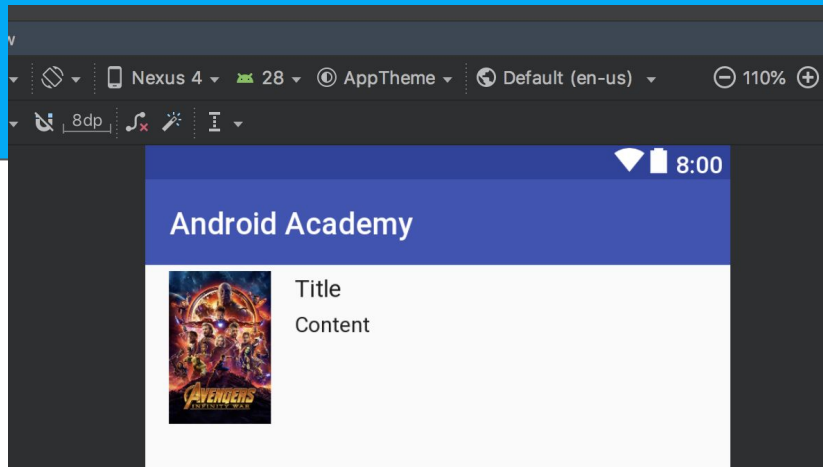 w
Nexus 4 28 AppTheme Default (en-us) 110%
8dp
8:00
Android Academy
Title
Content
AVENGERS
INFINITY WAR